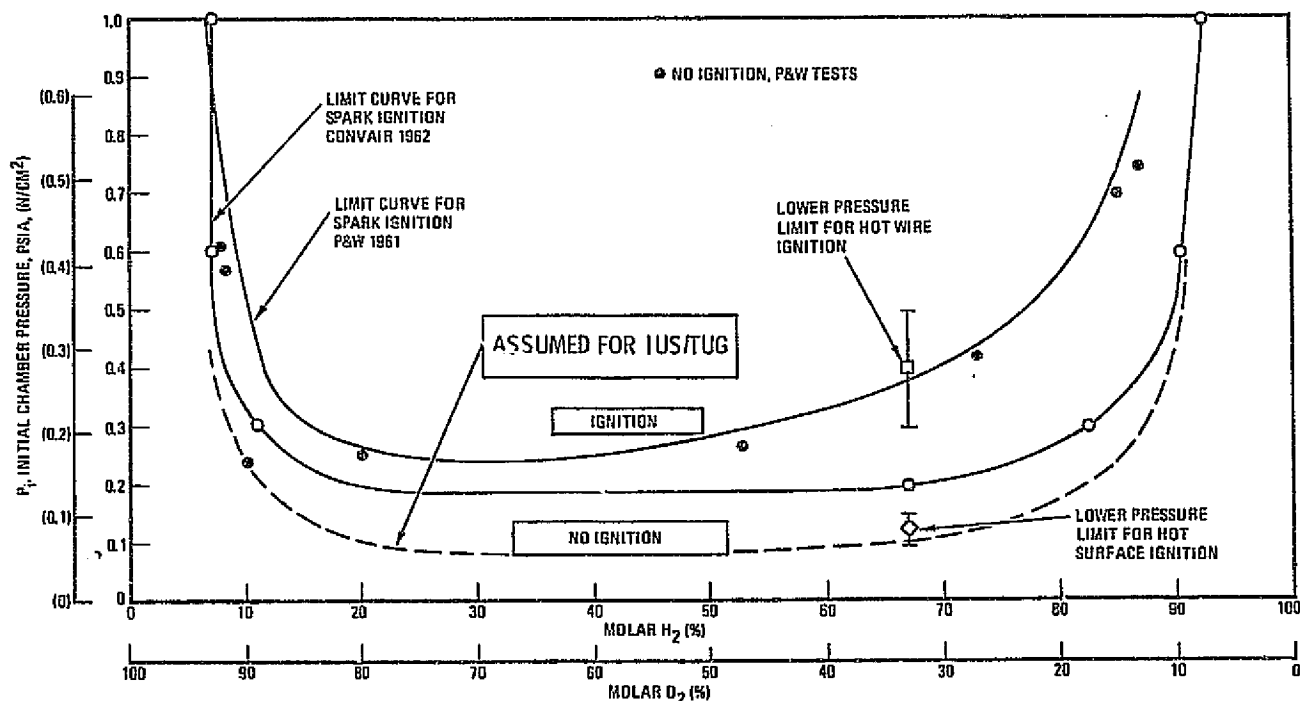 1.0
0.9
0.8
0.7
0.6
0.5
0.4
0.3
0.2
0.1
0
(0.6)
(0.5)
(0.4)
(0.3)
(0.2)
(0.1)
(0)
Pi, INITIAL CHAMBER PRESSURE, PSIA, (N/CM2)
LIMIT CURVE FOR
SPARK IGNITION
CONVAIR 1962
LIMIT CURVE FOR
SPARK IGNITION
P&W 1961
NO IGNITION, P&W TESTS
LOWER PRESSURE
LIMIT FOR HOT WIRE
IGNITION
ASSUMED FOR IUS/TUG
IGNITION
NO IGNITION
LOWER PRESSURE
LIMIT FOR HOT
SURFACE IGNITION
0 10 20 30 40 50 60 70 80 90 100
MOLAR H2 (%)
100 90 80 70 60 50 40 30 20 10 0
MOLAR O2 (%)